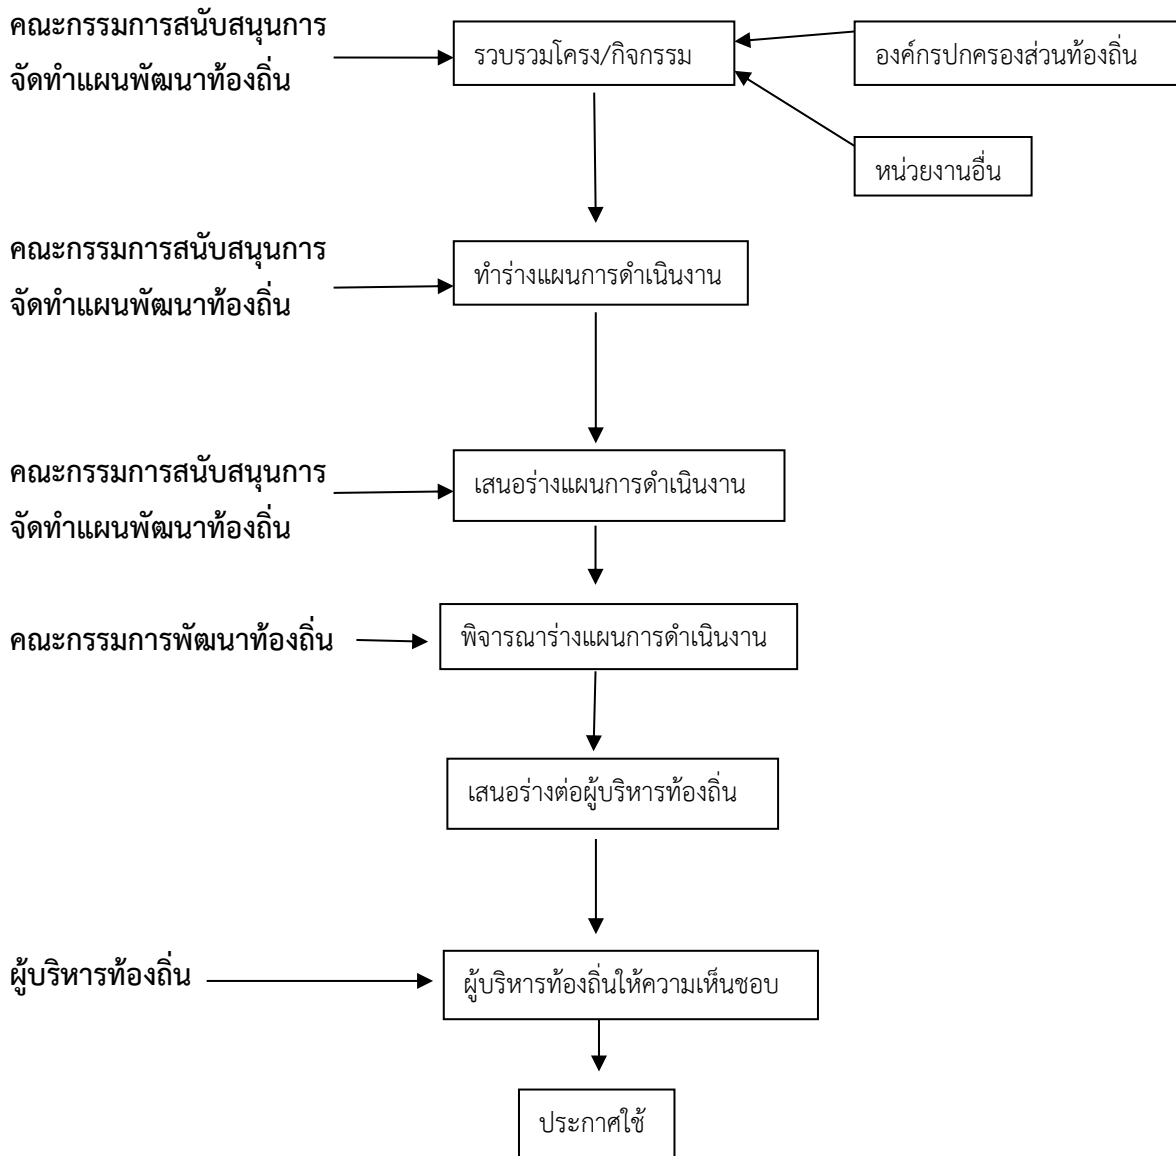 คณะกรรมการสนับสนุนการ
จัดทำแผนพัฒนาท้องถิ่น
รวบรวมโครง/กิจกรรม
องค์กรปกครองส่วนท้องถิ่น
หน่วยงานอื่น
คณะกรรมการสนับสนุนการ
จัดทำแผนพัฒนาท้องถิ่น
ทำร่างแผนการดำเนินงาน
คณะกรรมการสนับสนุนการ
จัดทำแผนพัฒนาท้องถิ่น
เสนอร่างแผนการดำเนินงาน
คณะกรรมการพัฒนาท้องถิ่น
พิจารณาร่างแผนการดำเนินงาน
เสนอร่างต่อผู้บริหารท้องถิ่น
ผู้บริหารท้องถิ่น
ผู้บริหารท้องถิ่นให้ความเห็นชอบ
ประกาศใช้